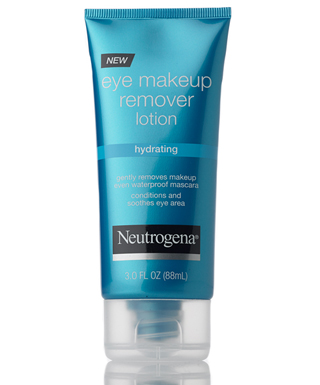 NEW
eye makeup
remover
lotion
hydrating
gently removes makeup
even waterproof mascara
conditions and
soothes eye area
Neutrogena®
3.0 FL OZ (88mL)